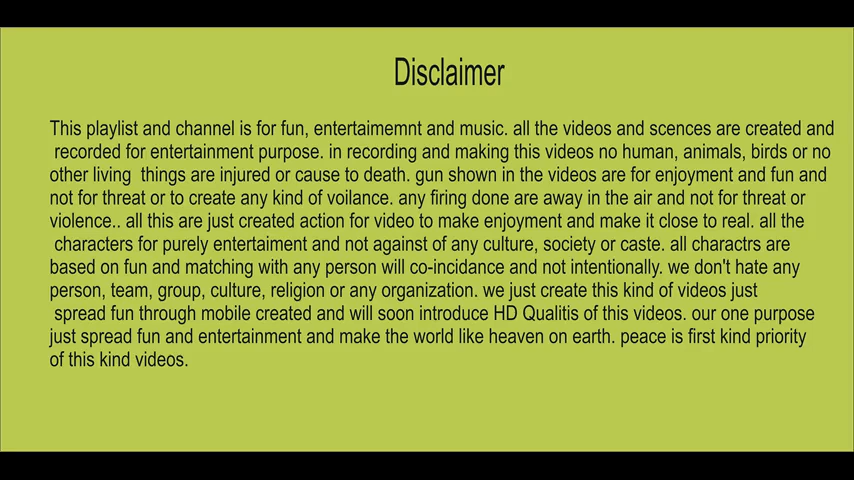 Disclaimer
This playlist and channel is for fun, entertaimemnt and music. all the videos and scences are created and
recorded for entertainment purpose. in recording and making this videos no human, animals, birds or no
other living things are injured or cause to death. gun shown in the videos are for enjoyment and fun and
not for threat or to create any kind of voilance. any firing done are away in the air and not for threat or
violence.. all this are just created action for video to make enjoyment and make it close to real. all the
characters for purely entertaiment and not against of any culture, society or caste. all charactrs are
based on fun and matching with any person will co-incidance and not intentionally. we don't hate any
person, team, group, culture, religion or any organization. we just create this kind of videos just
spread fun through mobile created and will soon introduce HD Qualitis of this videos. our one purpose
just spread fun and entertainment and make the world like heaven on earth. peace is first kind priority
of this kind videos.